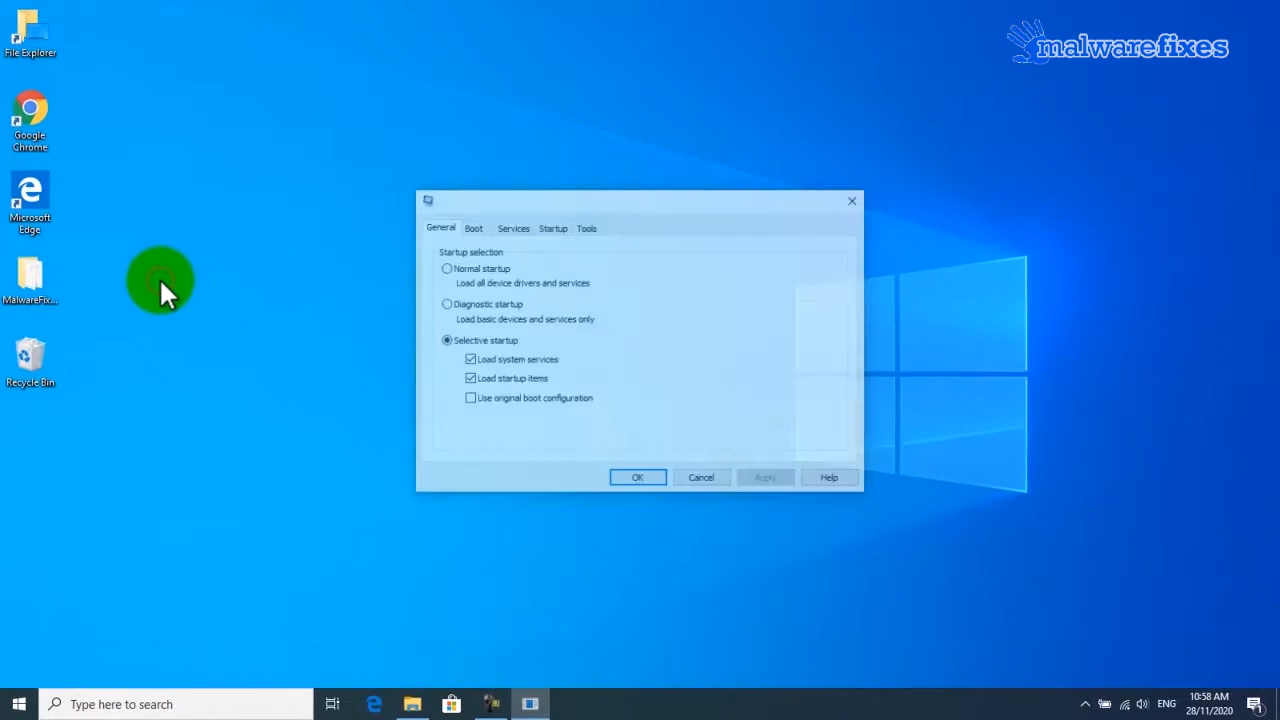 File Explorer
Google
Chrome
Microsoft
Edge
MalwareFix...
Recycle Bin
malwarefixes
General Boot Services Startup Tools
Startup selection
Normal startup
Load all device drivers and services
Diagnostic startup
Load basic devices and services only
Selective startup
Load system services
Load startup items
Use original boot configuration
OK Cancel Apply Help
Type here to search
ENG
10:58 AM
28/11/2020
1